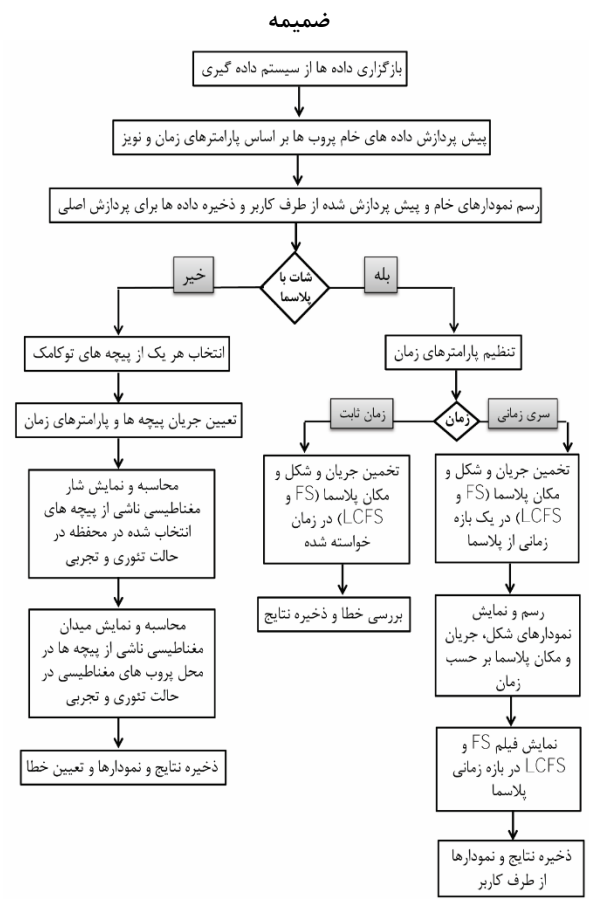 ضمیمه
بازگزاری داده ها از سیستم داده گیری
پیش پردازش داده های خام پروب ها بر اساس پارامترهای زمان و نویز
رسم نمودارهای خام و پیش پردازش شده از طرف کاربر و ذخیره داده ها برای پردازش اصلی
شات با
پلاسما
بله
خیر
تنظیم پارامترهای زمان
زمان
سری زمانی
زمان ثابت
تخمین جریان و شکل و
مکان پلاسما (FS و
LCFS) در یک بازه
زمانی از پلاسما
رسم و نمایش
نمودارهای شکل، جریان
و مکان پلاسما بر حسب
زمان
نمایش فیلم FS و
LCFS در بازه زمانی
پلاسما
ذخیره نتایج و نمودارها
از طرف کاربر
تخمین جریان و شکل و
مکان پلاسما (FS و
LCFS) در زمان
خواسته شده
بررسی خطا و ذخیره نتایج
انتخاب هر یک از پیچه های توکامک
تعیین جریان پیچه ها و پارامترهای زمان
محاسبه و نمایش شار
مغناطیسی ناشی از پیچه های
انتخاب شده در محفظه در
حالت تئوری و تجربی
محاسبه و نمایش میدان
مغناطیسی ناشی از پیچه ها در
محل پروب های مغناطیسی در
حالت تئوری و تجربی
ذخیره نتایج و نمودارها و تعیین خطا